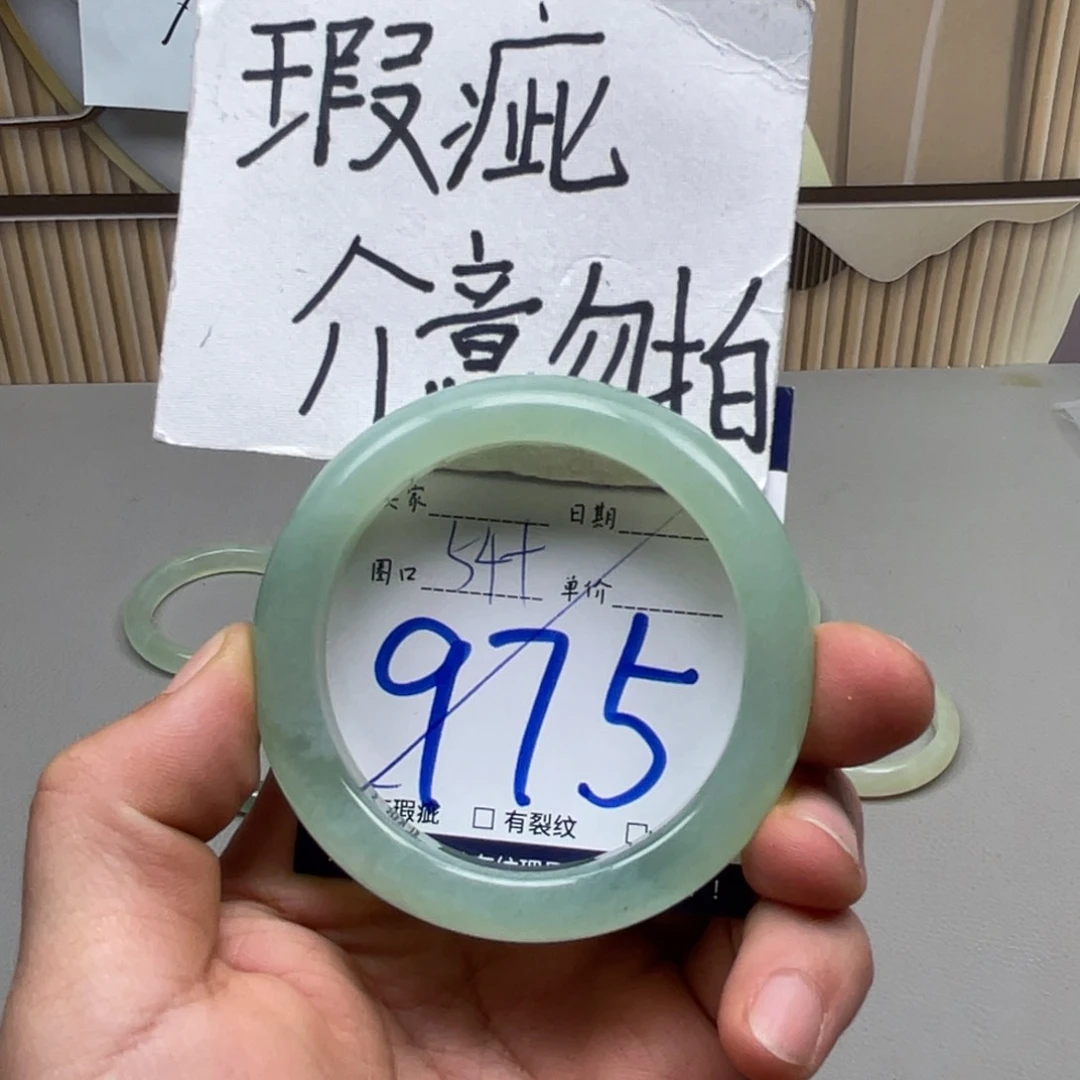 瑕疵
介意勿拍
家 日期
圈口 54+ 单价
975
瑕疵 □ 有裂纹 □
！